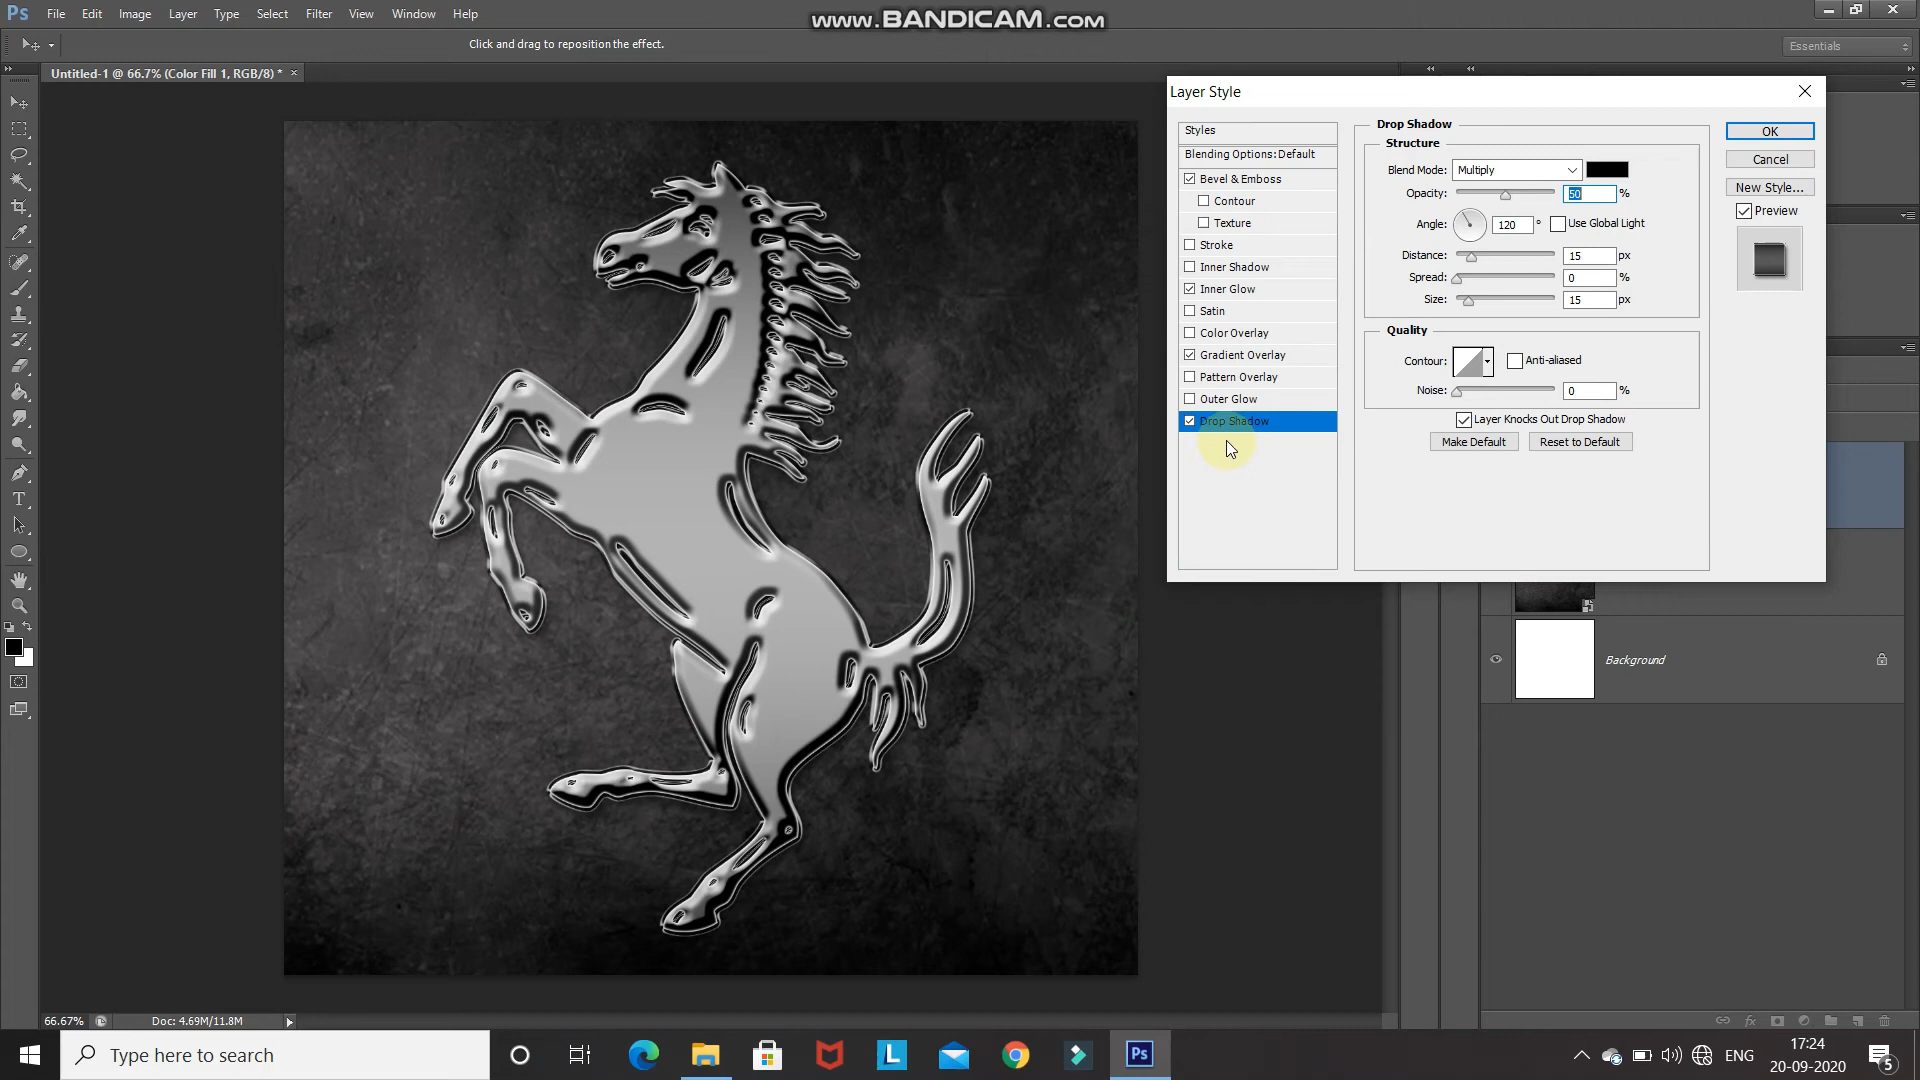 Ps File Edit Image Layer Type Select Filter View Window Help
www.BANDICAM.com
Click and drag to reposition the effect.
Essentials
Untitled-1 @ 66.7% (Color Fill 1, RGB/8) *
Layer Style
Styles
Blending Options: Default
Bevel & Emboss
Contour
Texture
Stroke
Inner Shadow
Inner Glow
Satin
Color Overlay
Gradient Overlay
Pattern Overlay
Outer Glow
Drop Shadow
Drop Shadow
Structure
Blend Mode: Multiply
Opacity: 50 %
Angle: 120 ° Use Global Light
Distance: 15 px
Spread: 0 %
Size: 15 px
Quality
Contour: Anti-aliased
Noise: 0 %
Layer Knocks Out Drop Shadow
Make Default Reset to Default
OK
Cancel
New Style...
Preview
Background
66.67% Doc: 4.69M/11.8M
Type here to search
L
Ps
ENG
17:24
20-09-2020
5